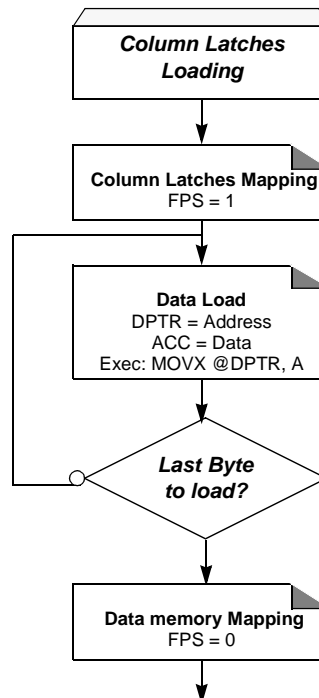 Column Latches
Loading
Column Latches Mapping
FPS = 1
Data Load
DPTR = Address
ACC = Data
Exec: MOVX @DPTR, A
Last Byte
to load?
Data memory Mapping
FPS = 0